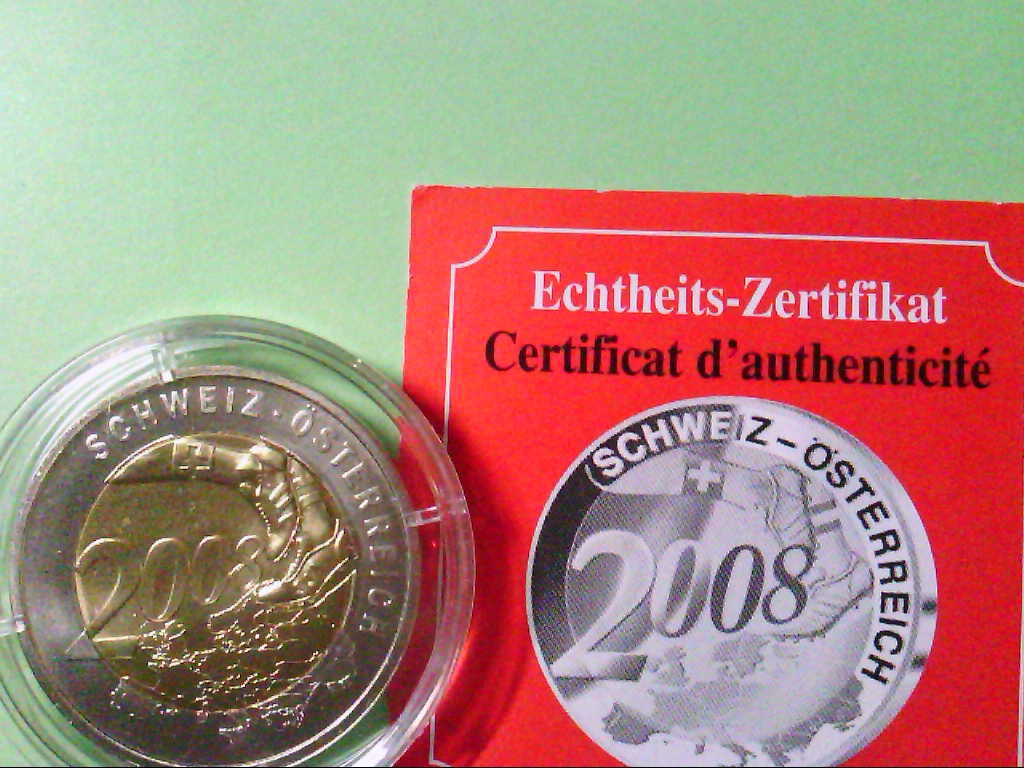 SCHWEIZ-ÖSTERREICH
2008
Echtheits-Zertifikat
Certificat d'authenticité
SCHWEIZ-ÖSTERREICH
2008